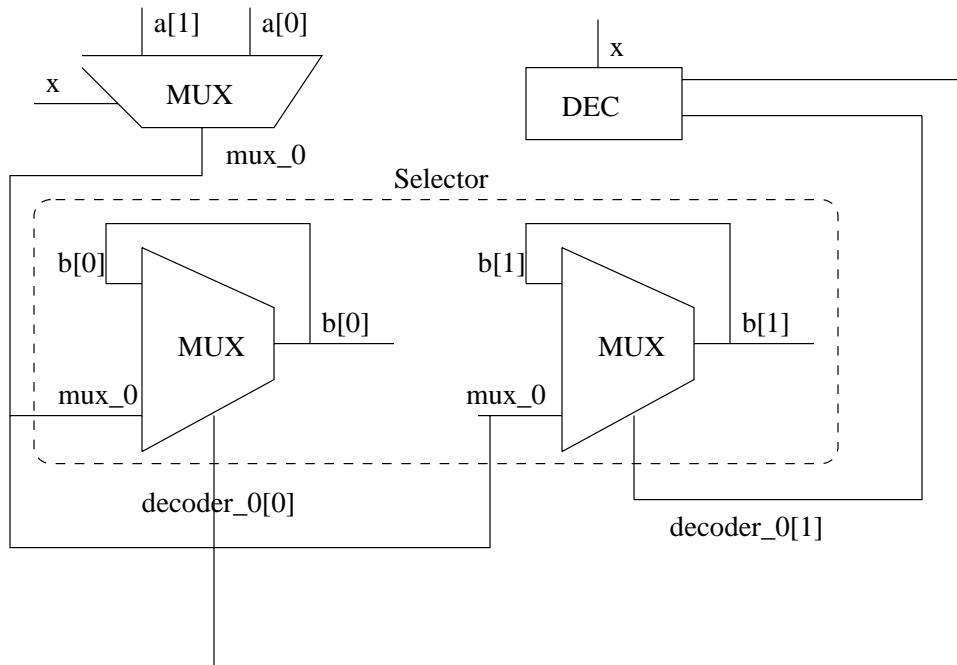 a[1] a[0]
x
MUX
mux_0
x
DEC
Selector
b[0]
b[0]
MUX
mux_0
decoder_0[0]
b[1]
b[1]
MUX
mux_0
decoder_0[1]